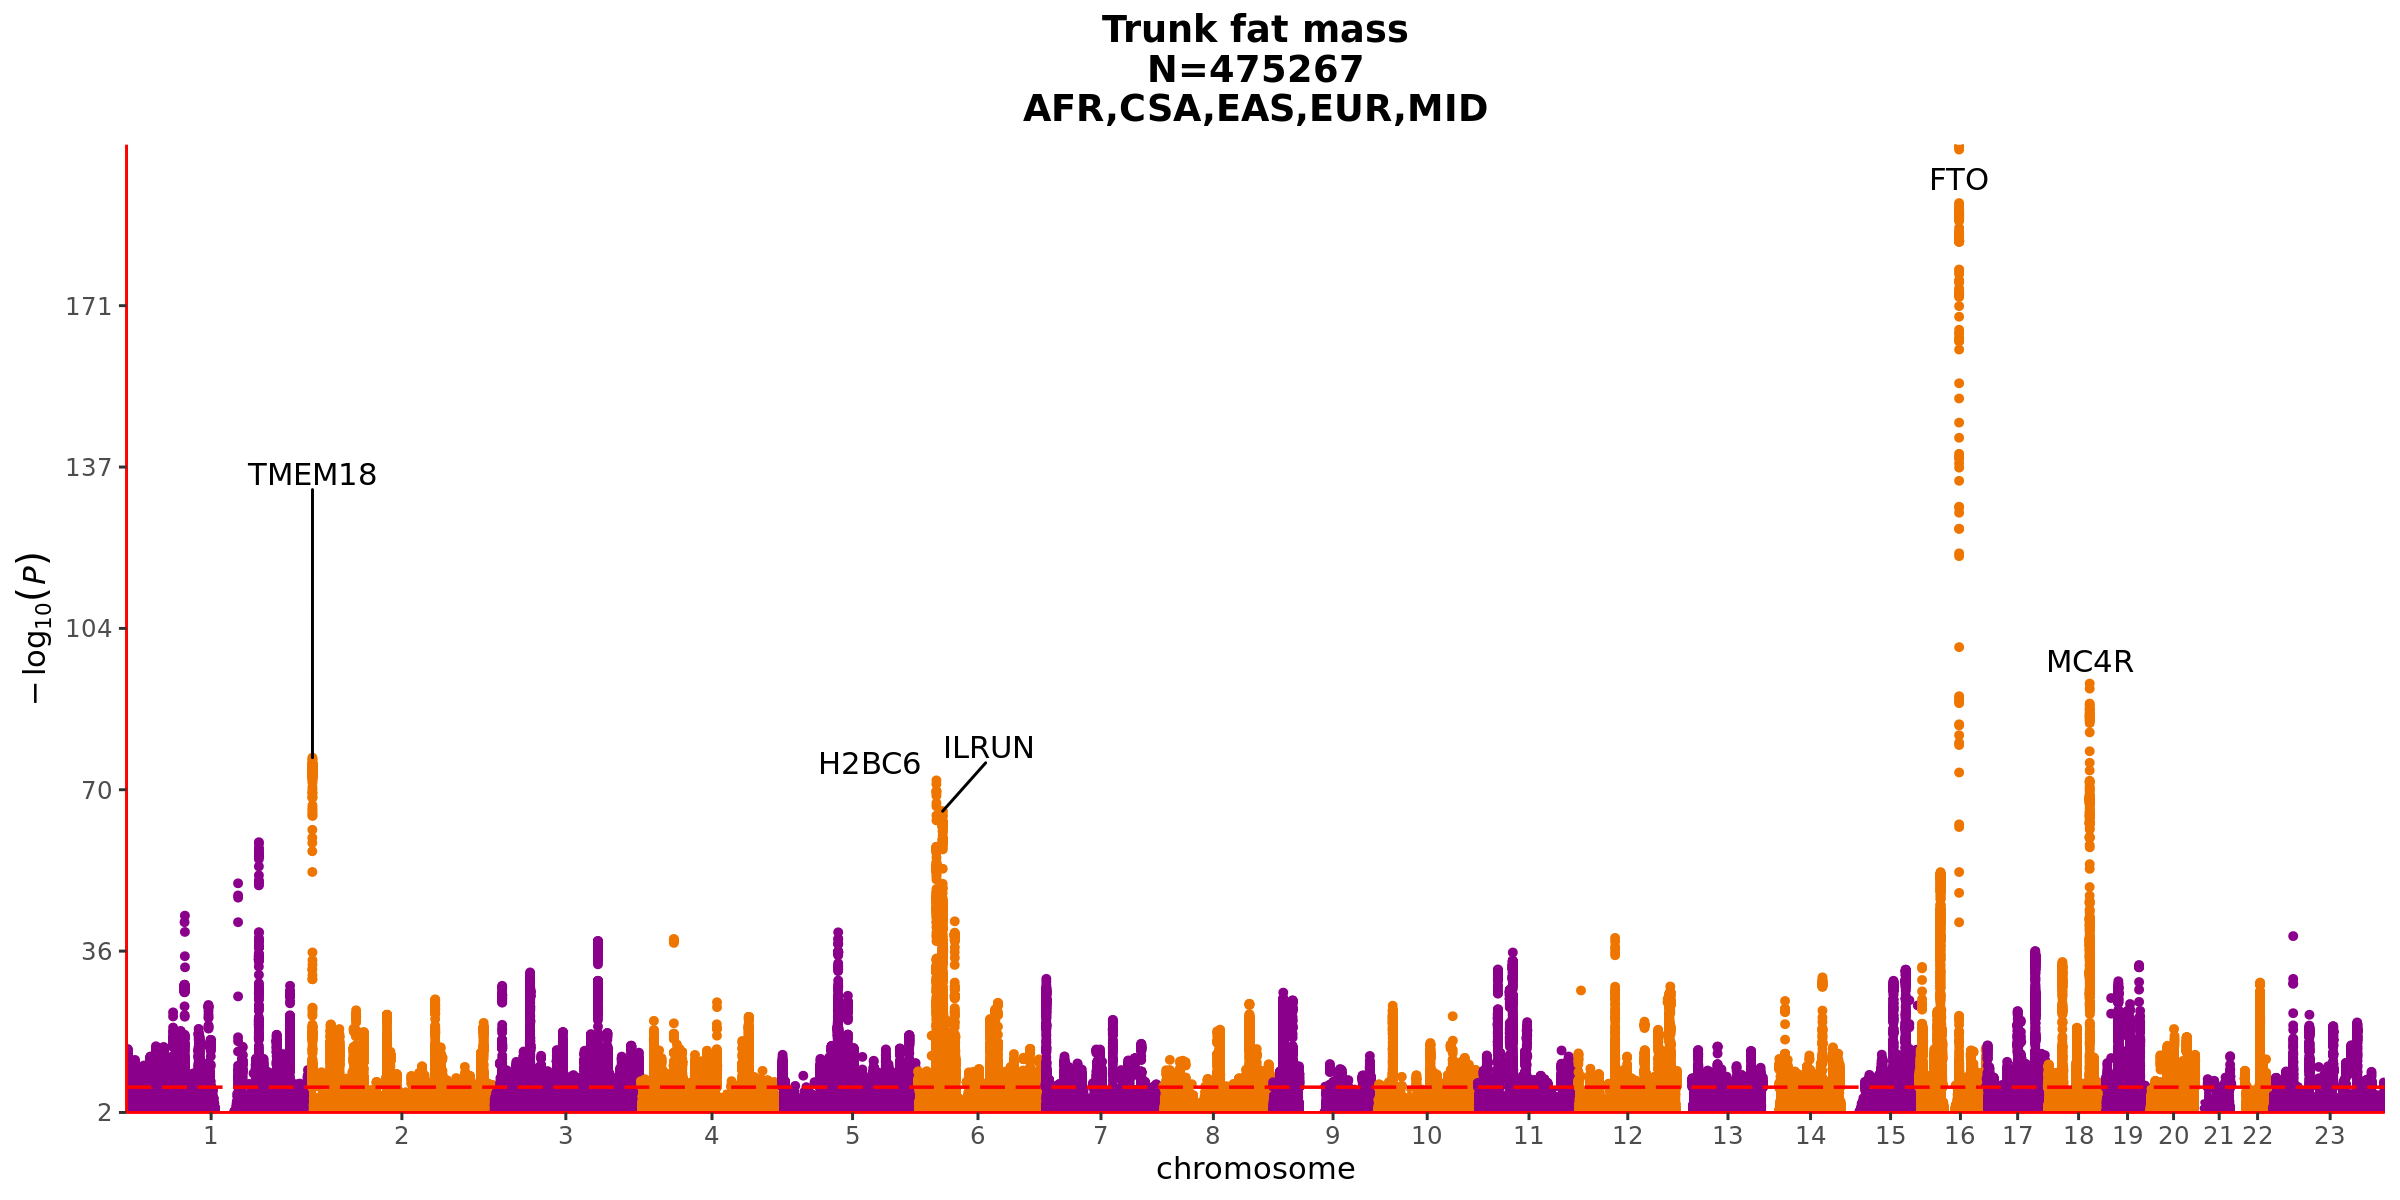 Trunk fat mass
N=475267
AFR,CSA,EAS,EUR,MID
FTO
171
137
TMEM18
−log10(P)
104
MC4R
ILRUN
H2BC6
70
36
2
1 2 3 4 5 6 7 8 9 10 11 12 13 14 15 16 17 18 19 20 21 22 23
chromosome